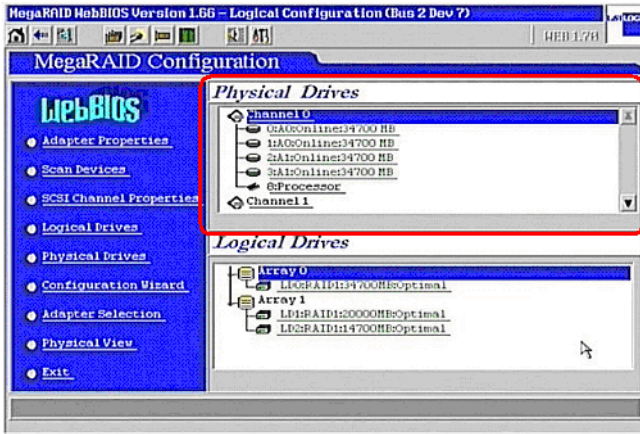 MegaRAID WebBIOS Version 1.66 - Logical Configuration (Bus 2 Dev 7)
WEB 1.70
MegaRAID Configuration
WebBIOS
Adapter Properties
Scan Devices
SCSI Channel Properties
Logical Drives
Physical Drives
Configuration Wizard
Adapter Selection
Physical View
Exit
Physical Drives
Channel 0
0:A0:Online:34700 MB
1:A0:Online:34700 MB
2:A1:Online:34700 MB
3:A1:Online:34700 MB
8:Processor
Channel 1
Logical Drives
Array 0
LD0:RAID1:34700MB:Optimal
Array 1
LD1:RAID1:20000MB:Optimal
LD2:RAID1:14700MB:Optimal